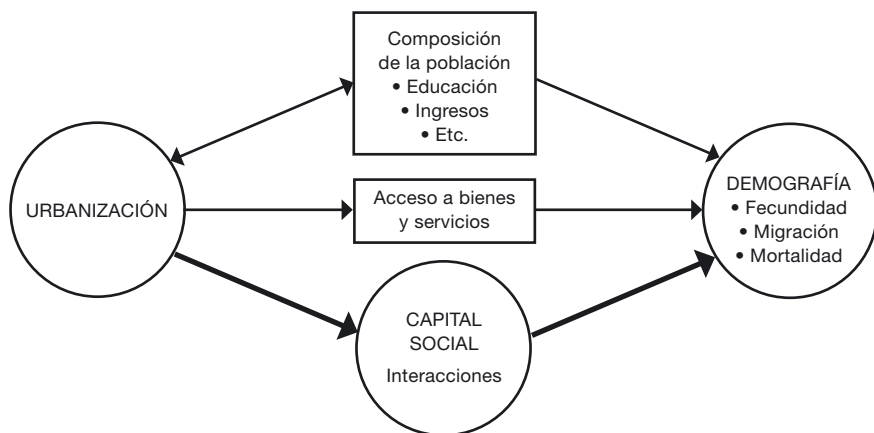 Composición
de la población
• Educación
• Ingresos
• Etc.
URBANIZACIÓN
Acceso a bienes
y servicios
DEMOGRAFÍA
• Fecundidad
• Migración
• Mortalidad
CAPITAL
SOCIAL
Interacciones